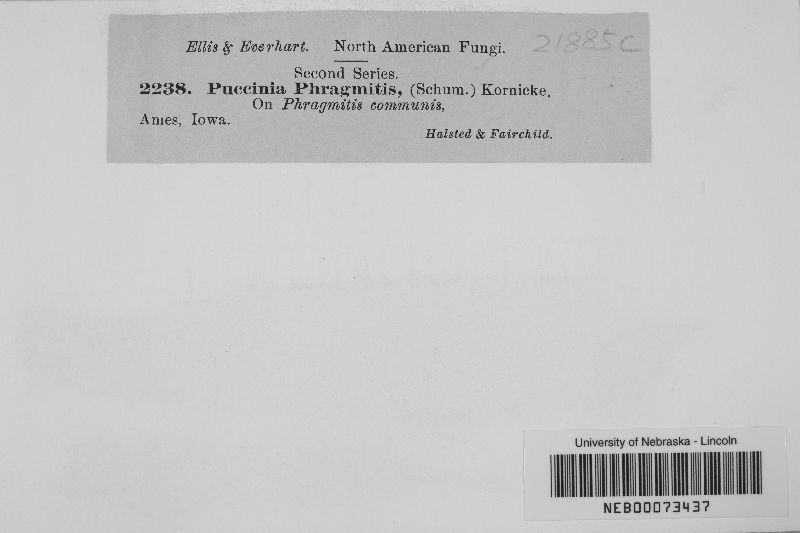 Ellis & Everhart. North American Fungi. 21885C
Second Series.
2238. Puccinia Phragmitis, (Schum.) Kornicke.
On Phragmitis communis,
Ames, Iowa.
Halsted & Fairchild.
University of Nebraska - Lincoln
NEB00073437